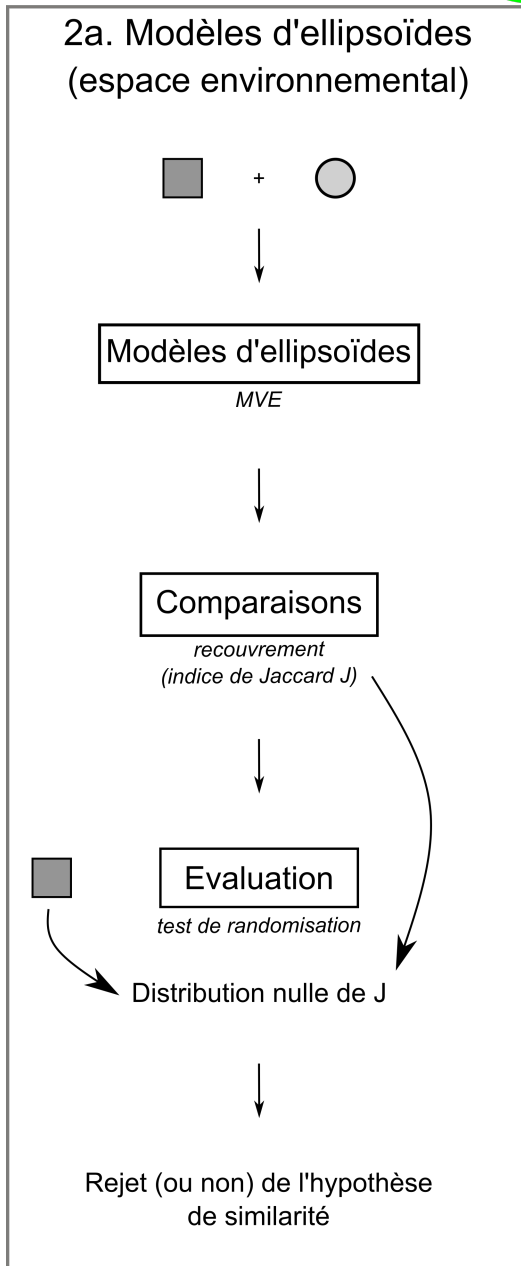 2a. Modèles d'ellipsoïdes
(espace environnemental)
+
Modèles d'ellipsoïdes
MVE
Comparaisons
recouvrement
(indice de Jaccard J)
Evaluation
test de randomisation
Distribution nulle de J
Rejet (ou non) de l'hypothèse
de similarité